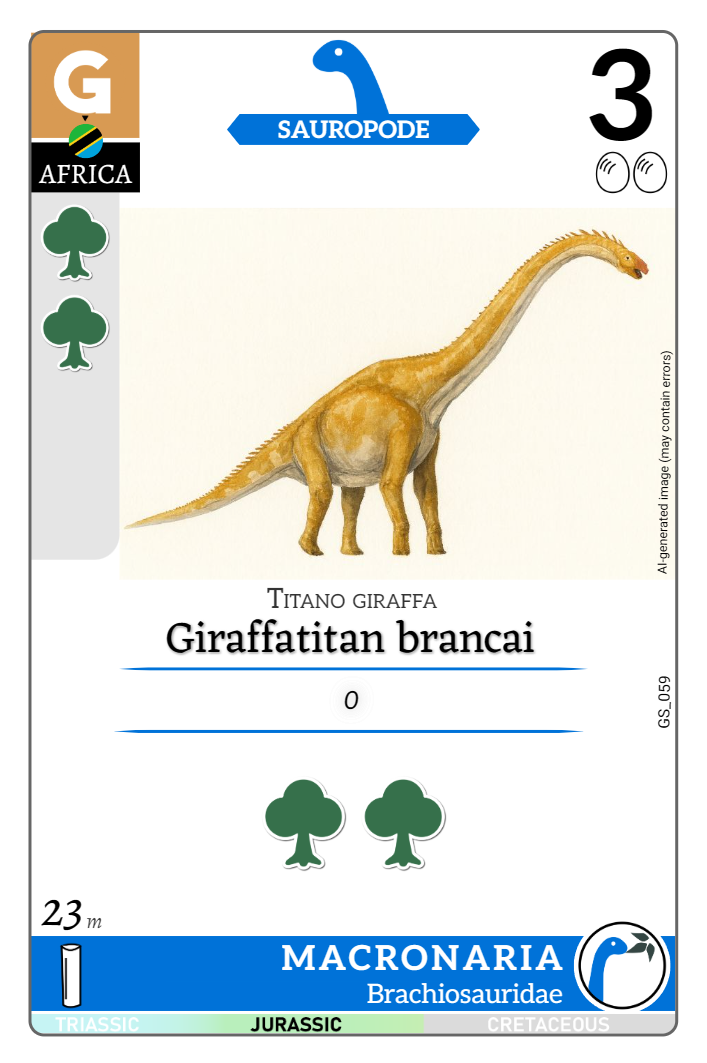 G
AFRICA
SAUROPODE
3
AI-generated image (may contain errors)
Titano giraffa
Giraffatitan brancai
0
GS_059
23 m
MACRONARIA
Brachiosauridae
TRIASSIC JURASSIC CRETACEOUS